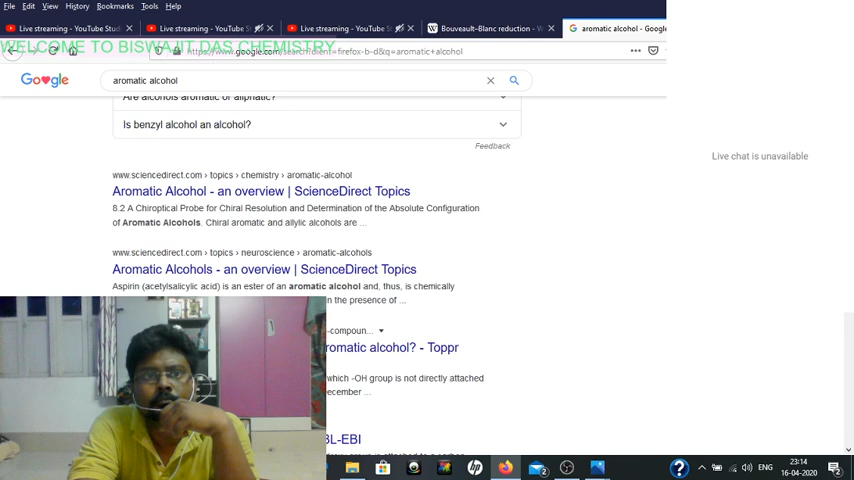 File Edit View History Bookmarks Tools
Live streaming - YouTube Stud
Live streaming - YouTube S
Live streaming - YouTube Stu
Bouveault–Blanc reduction - W
aromatic alcohol - Google
WELCOME TO BISWAJIT DAS CHEMISTRY
https://www.google.com/search?client=firefox-b-d&q=aromatic+alcohol
aromatic alcohol
Are alcohols aromatic or aliphatic?
Is benzyl alcohol an alcohol?
Feedback
www.sciencedirect.com › topics › chemistry › aromatic-alcohol
Aromatic Alcohol - an overview | ScienceDirect Topics
8.2 A Chiroptical Probe for Chiral Resolution and Determination of the Absolute Configuration
of Aromatic Alcohols. Chiral aromatic and allylic alcohols are ...
www.sciencedirect.com › topics › neuroscience › aromatic-alcohols
Aromatic Alcohols - an overview | ScienceDirect Topics
Aspirin (acetylsalicylic acid) is an ester of an aromatic alcohol and, thus, is chemically
in the presence of ...
-compoun...
romatic alcohol? - Toppr
which -OH group is not directly attached
ecember ...
BL-EBI
Live chat is unavailable
hp
2
ENG
23:14
16-04-2020
2